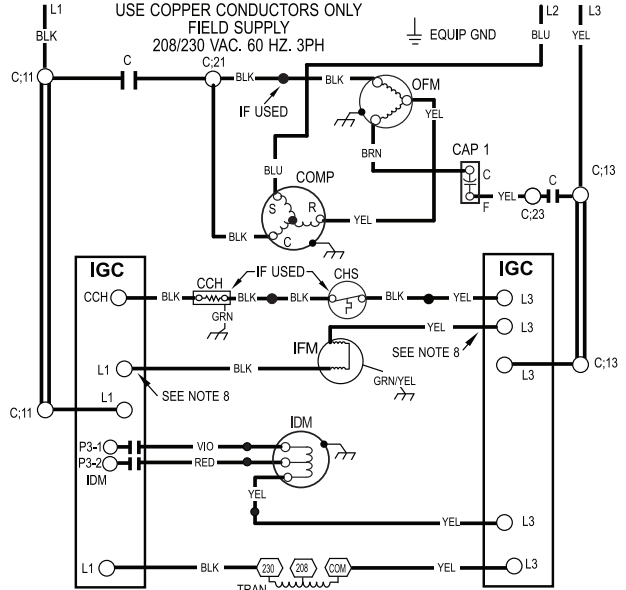 L1
USE COPPER CONDUCTORS ONLY
FIELD SUPPLY
208/230 VAC. 60 HZ. 3PH
EQUIP GND
L2
L3
BLK
BLU
YEL
C;11
C
C;21
BLK
BLK
OFM
IF USED
YEL
BRN
CAP 1
C
F
YEL
C
C;13
C;23
BLU
COMP
S
R
C
YEL
BLK
IGC
IGC
CCH
CCH
IF USED
CHS
BLK
BLK
BLK
BLK
YEL
L3
GRN
YEL
L3
IFM
SEE NOTE 8
L1
BLK
GRN/YEL
L3
C;13
SEE NOTE 8
L1
C;11
IDM
P3-1
VIO
P3-2
RED
IDM
YEL
YEL
L3
L1
BLK
230
208
COM
YEL
L3
TRAN